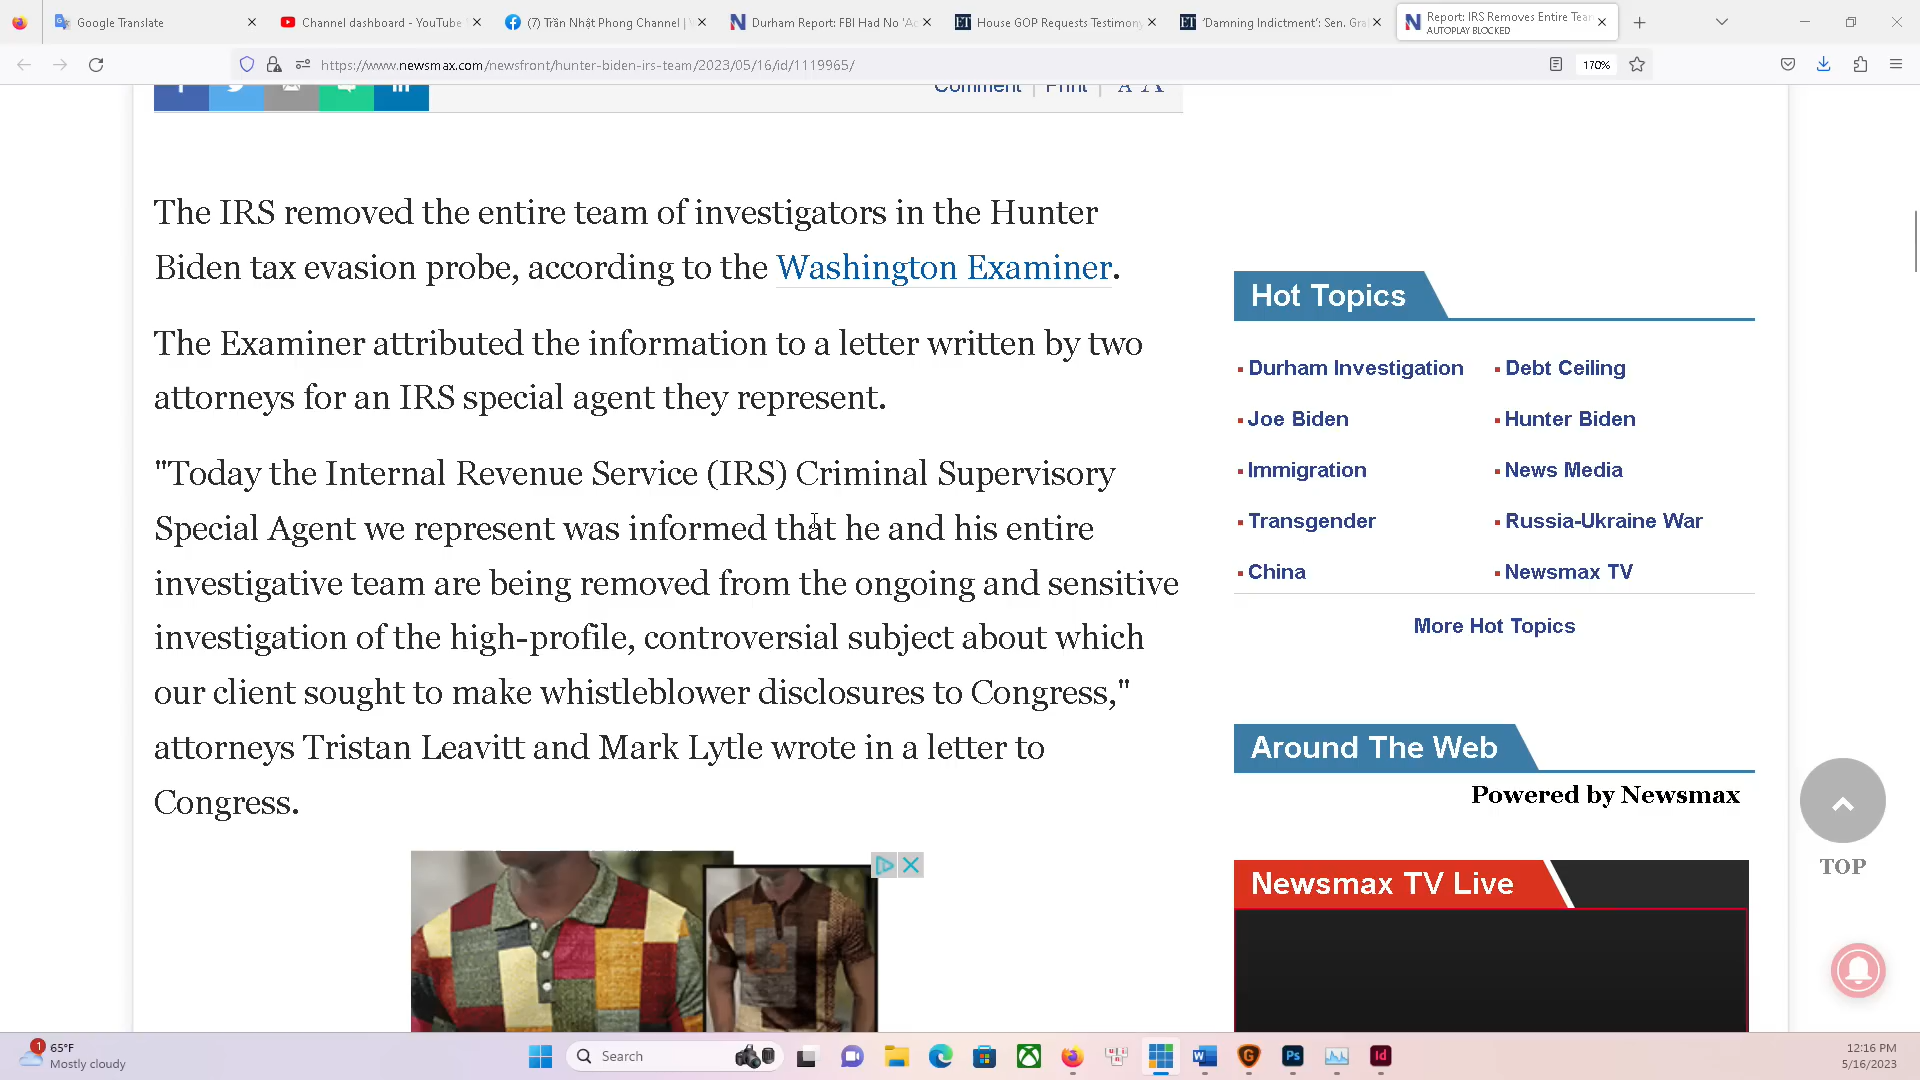 Google Translate
Channel dashboard - YouTube
(7) Trần Nhật Phong Channel |
Durham Report: FBI Had No 'Ac
House GOP Requests Testimony
'Damning Indictment': Sen. Gra
Report: IRS Removes Entire Tea
AUTOPLAY BLOCKED
https://www.newsmax.com/newsfront/hunter-biden-irs-team/2023/05/16/id/1119965/
170%
Comment | Print | A A
The IRS removed the entire team of investigators in the Hunter
Biden tax evasion probe, according to the Washington Examiner.
The Examiner attributed the information to a letter written by two
attorneys for an IRS special agent they represent.
"Today the Internal Revenue Service (IRS) Criminal Supervisory
Special Agent we represent was informed that he and his entire
investigative team are being removed from the ongoing and sensitive
investigation of the high-profile, controversial subject about which
our client sought to make whistleblower disclosures to Congress,"
attorneys Tristan Leavitt and Mark Lytle wrote in a letter to
Congress.
Hot Topics
Durham Investigation
Debt Ceiling
Joe Biden
Hunter Biden
Immigration
News Media
Transgender
Russia-Ukraine War
China
Newsmax TV
More Hot Topics
Around The Web
Powered by Newsmax
TOP
Newsmax TV Live
1
65°F
Mostly cloudy
Search
12:16 PM
5/16/2023